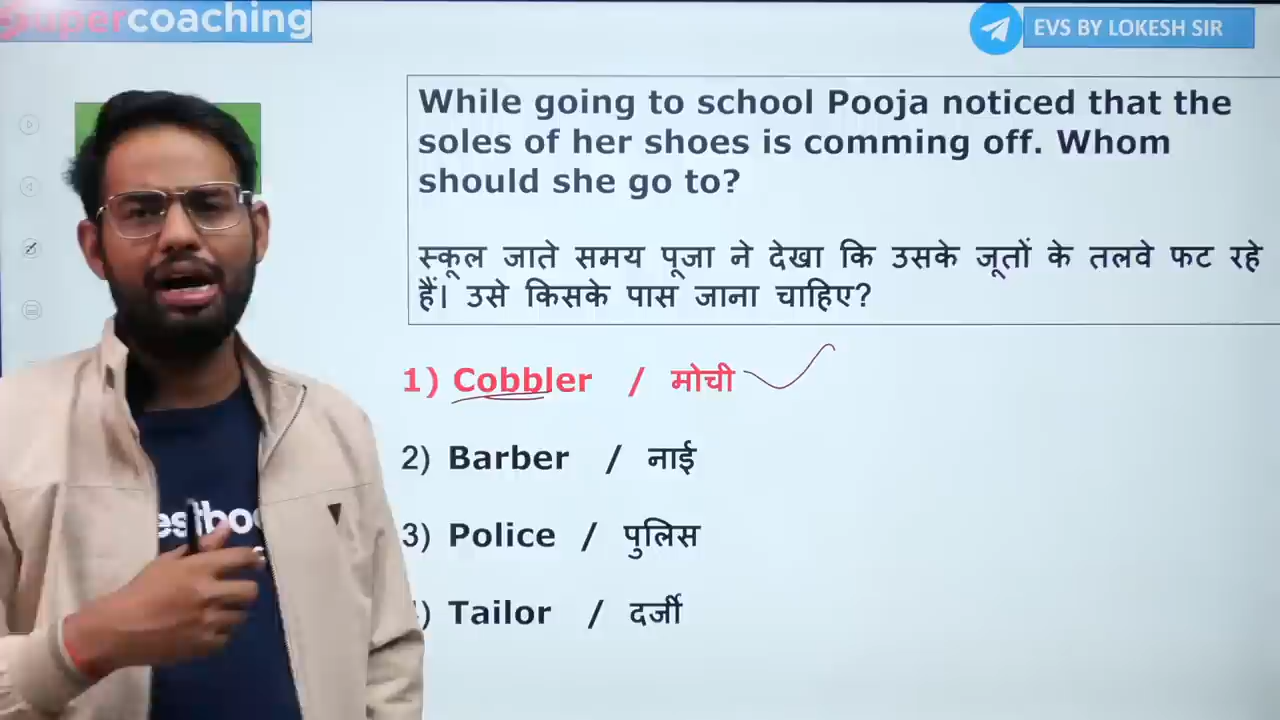 supercoaching
EVS BY LOKESH SIR
While going to school Pooja noticed that the
soles of her shoes is comming off. Whom
should she go to?
स्कूल जाते समय पूजा ने देखा कि उसके जूतों के तलवे फट रहे
हैं। उसे किसके पास जाना चाहिए?
1) Cobbler / मोची
2) Barber / नाई
3) Police / पुलिस
) Tailor / दर्जी